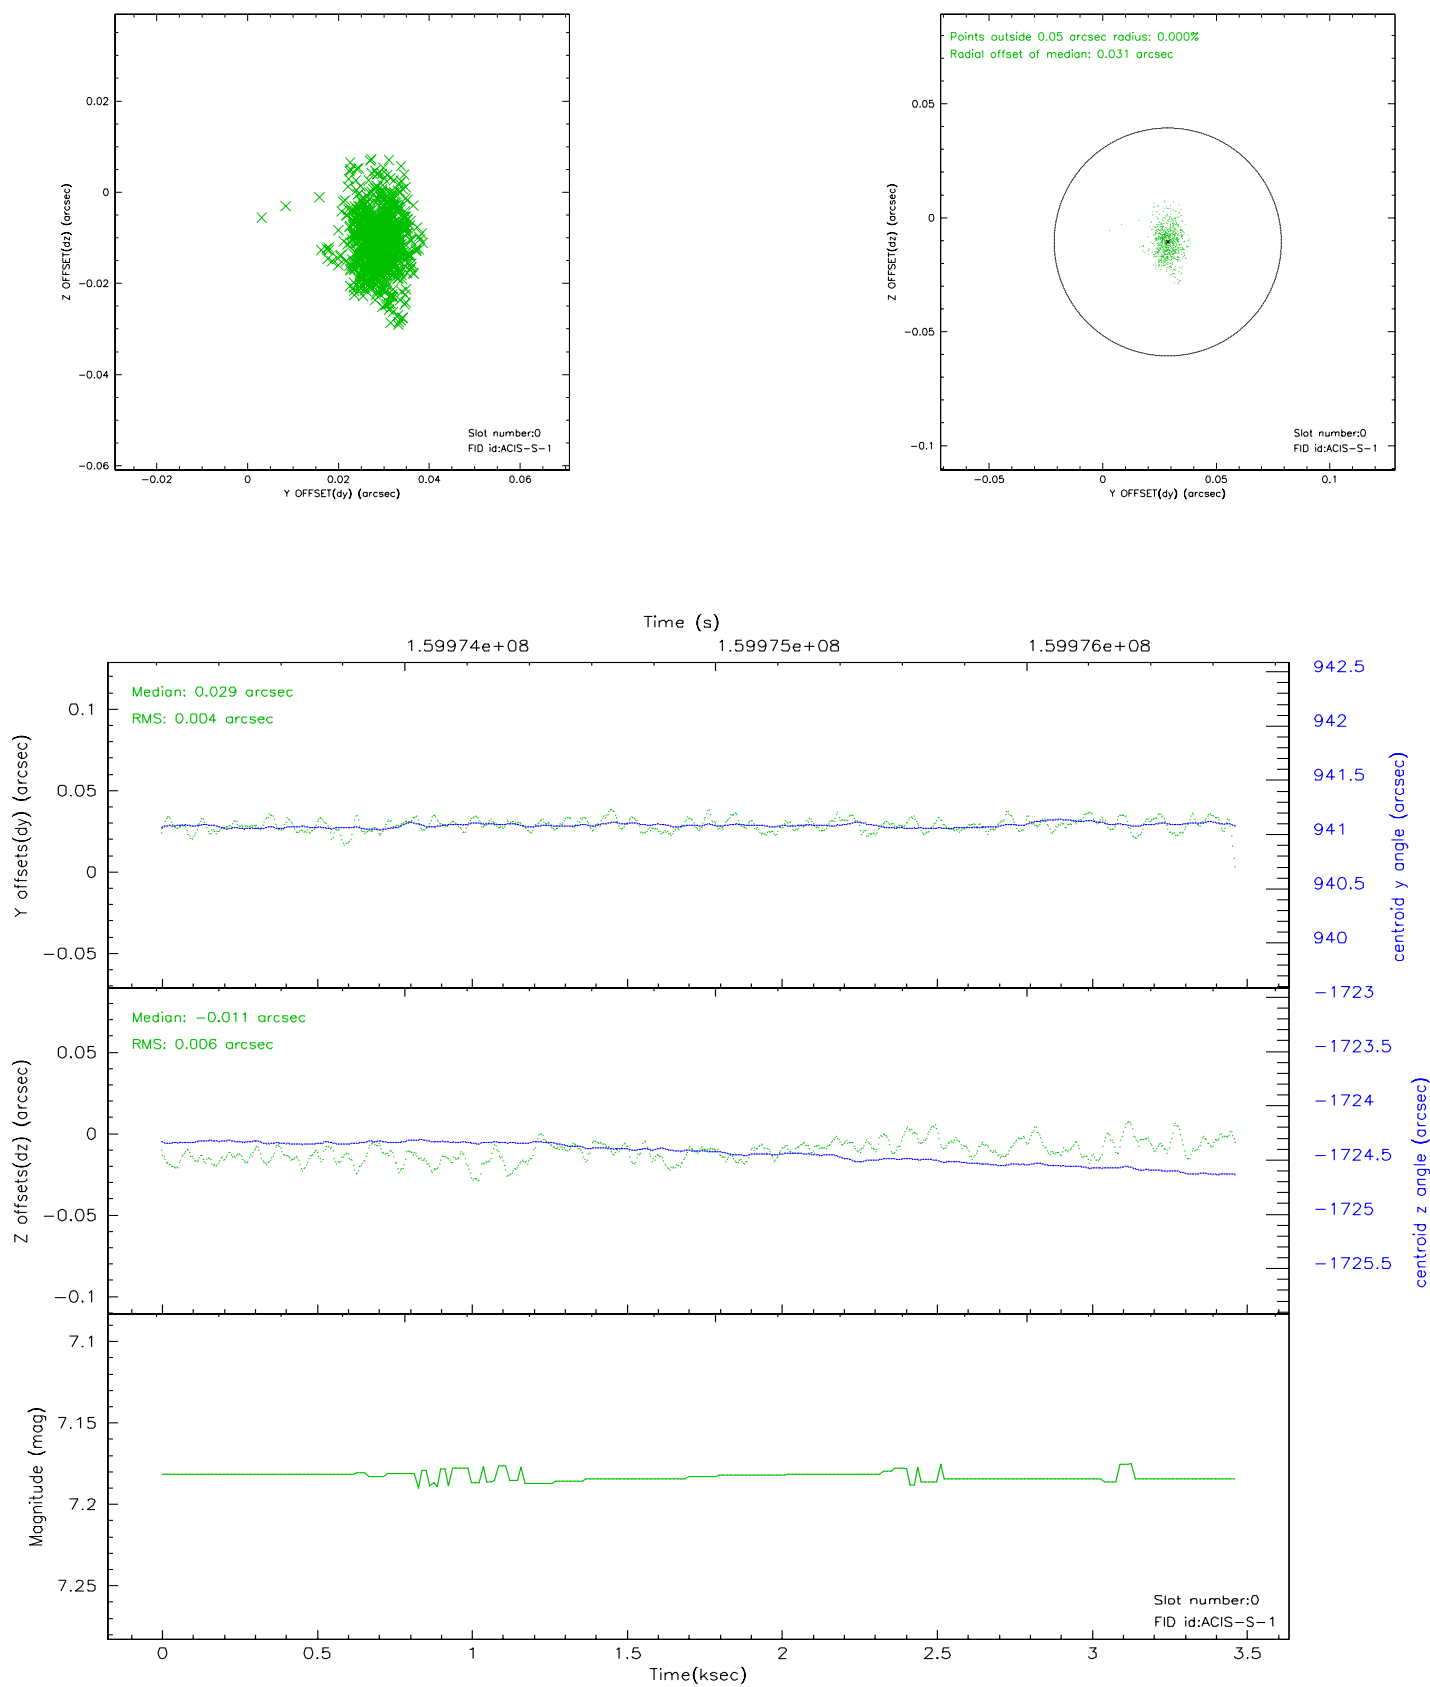 0.02
0
-0.02
-0.04
-0.06
Z OFFSET(dz) (arcsec)
-0.02 0 0.02 0.04 0.06
Y OFFSET(dy) (arcsec)
Slot number:0
FID id:ACIS-S-1
Points outside 0.05 arcsec radius: 0.000%
Radial offset of median: 0.031 arcsec
0.05
0
-0.05
-0.1
Z OFFSET(dz) (arcsec)
-0.05 0 0.05 0.1
Y OFFSET(dy) (arcsec)
Slot number:0
FID id:ACIS-S-1
Time (s)
1.59974e+08 1.59975e+08 1.59976e+08
Median: 0.029 arcsec
RMS: 0.004 arcsec
0.1
0.05
0
-0.05
Y offsets(dy) (arcsec)
942.5
942
941.5
941
940.5
940
centroid y angle (arcsec)
Median: -0.011 arcsec
RMS: 0.006 arcsec
0.05
0
-0.05
-0.1
Z offsets(dz) (arcsec)
-1723
-1723.5
-1724
-1724.5
-1725
-1725.5
centroid z angle (arcsec)
7.1
7.15
7.2
7.25
Magnitude (mag)
Slot number:0
FID id:ACIS-S-1
0 0.5 1 1.5 2 2.5 3 3.5
Time(ksec)